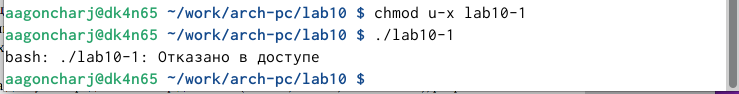 aagoncharj@dk4n65 ~/work/arch-pc/lab10 $ chmod u-x lab10-1
aagoncharj@dk4n65 ~/work/arch-pc/lab10 $ ./lab10-1
bash: ./lab10-1: Отказано в доступе
aagoncharj@dk4n65 ~/work/arch-pc/lab10 $